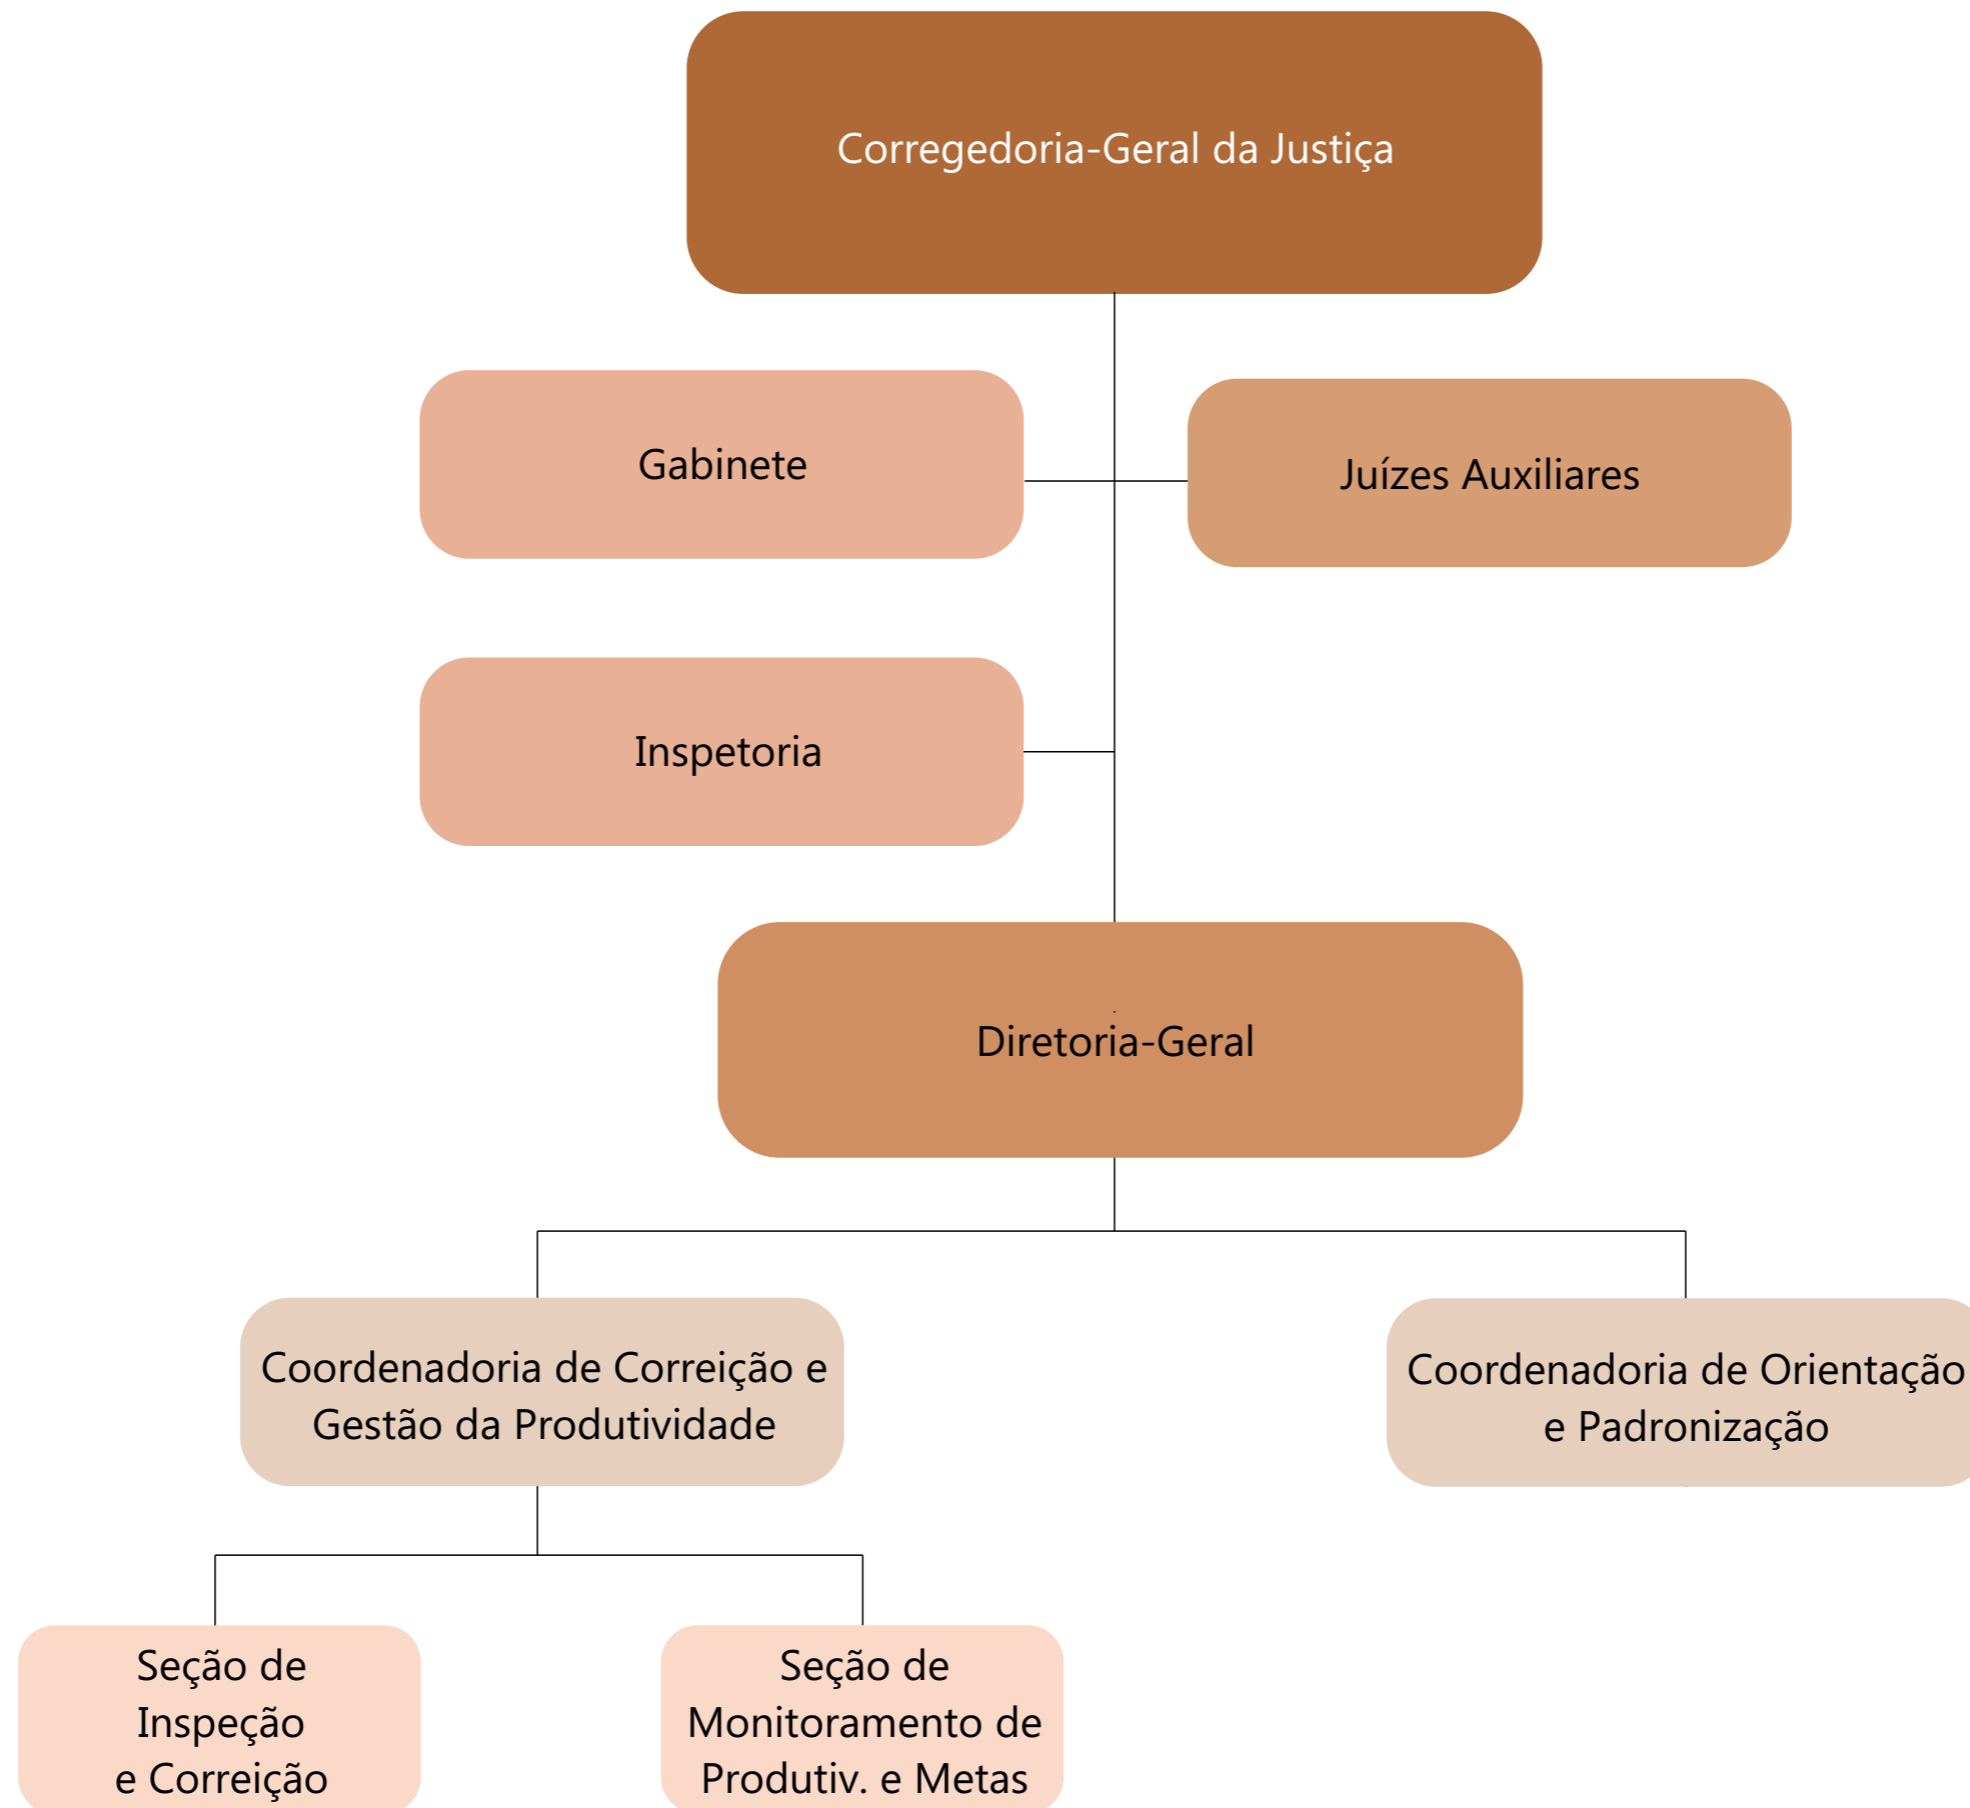 Corregedoria-Geral da Justiça
Gabinete
Juízes Auxiliares
Inspetoria
Diretoria-Geral
Coordenadoria de Correição e
Gestão da Produtividade
Coordenadoria de Orientação
e Padronização
Seção de
Inspeção
e Correição
Seção de
Monitoramento de
Produtiv. e Metas